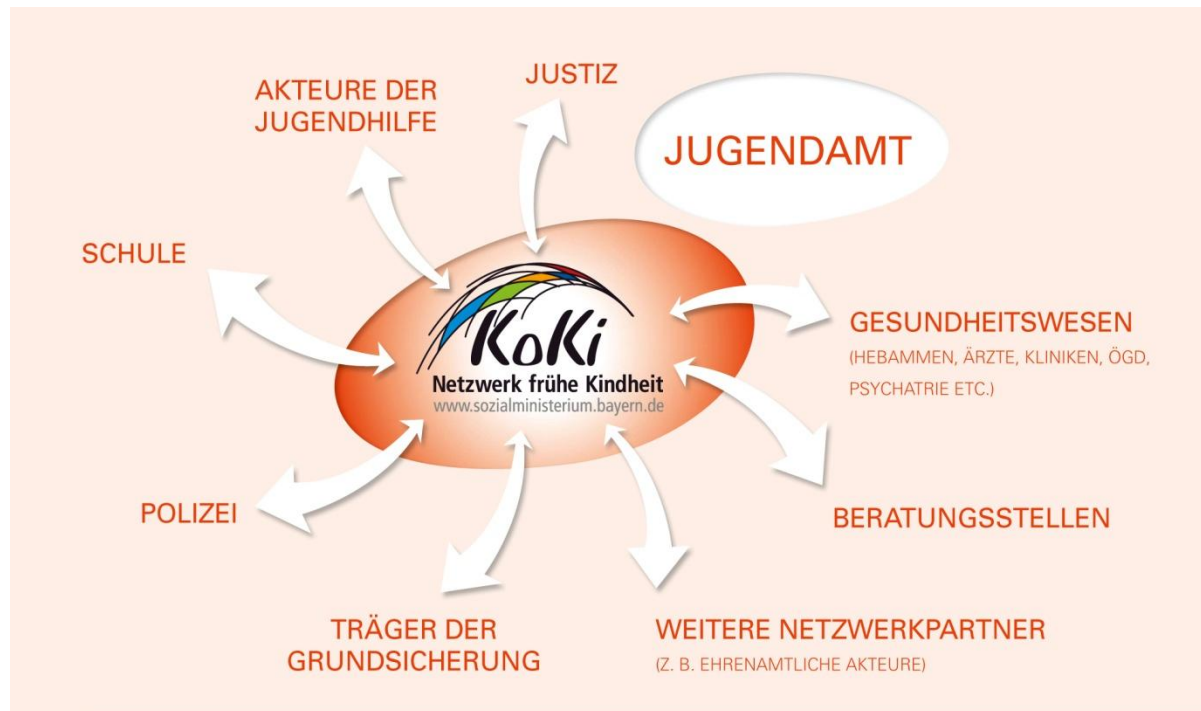 JUSTIZ
AKTEURE DER
JUGENDHILFE
JUGENDAMT
SCHULE
KoKi
Netzwerk frühe Kindheit
www.sozialministerium.bayern.de
GESUNDHEITSWESEN
(HEBAMMEN, ÄRZTE, KLINIKEN, ÖGD,
PSYCHATRIE ETC.)
POLIZEI
BERATUNGSSTELLEN
TRÄGER DER
GRUNDSICHERUNG
WEITERE NETZWERKPARTNER
(Z. B. EHRENAMTLICHE AKTEURE)